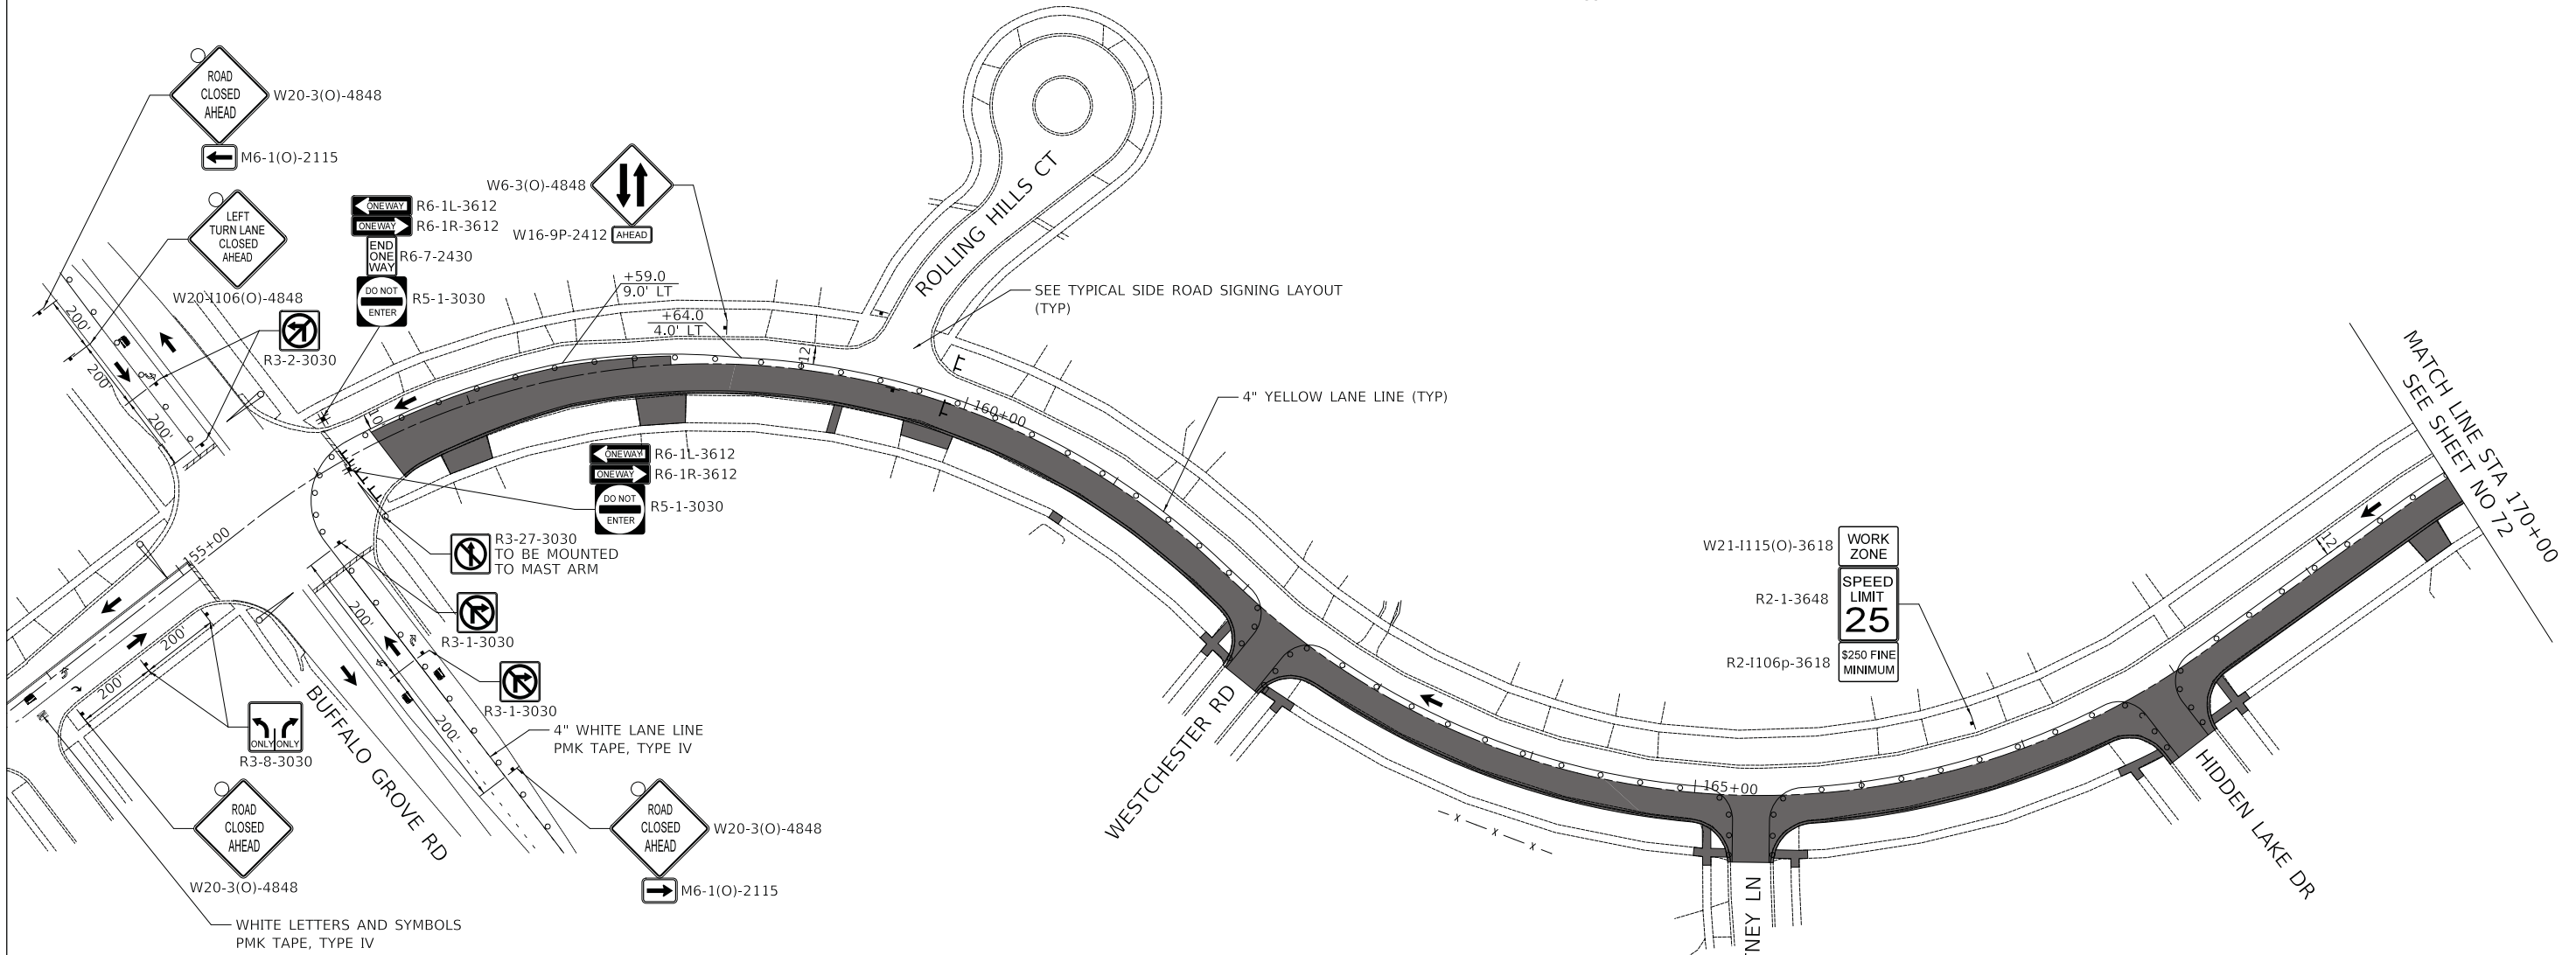 ROAD
CLOSED
AHEAD
W20-3(O)-4848
M6-1(O)-2115
LEFT
TURN LANE
CLOSED
AHEAD
W20-I106(O)-4848
R3-2-3030
200'
200'
200'
ONE WAY
R6-1L-3612
ONE WAY
R6-1R-3612
END
ONE
WAY
R6-7-2430
DO NOT
ENTER
R5-1-3030
W6-3(O)-4848
W16-9P-2412
AHEAD
+59.0
9.0' LT
+64.0
4.0' LT
12'
10'
ROLLING HILLS CT
SEE TYPICAL SIDE ROAD SIGNING LAYOUT
(TYP)
160+00
4" YELLOW LANE LINE (TYP)
MATCH LINE STA 170+00
SEE SHEET NO 72
12'
ONE WAY
R6-1L-3612
ONE WAY
R6-1R-3612
DO NOT
ENTER
R5-1-3030
R3-27-3030
TO BE MOUNTED
TO MAST ARM
155+00
R3-1-3030
R3-1-3030
200'
200'
200'
200'
4" WHITE LANE LINE
PMK TAPE, TYPE IV
ONLY ONLY
R3-8-3030
BUFFALO GROVE RD
ROAD
CLOSED
AHEAD
W20-3(O)-4848
WHITE LETTERS AND SYMBOLS
PMK TAPE, TYPE IV
ROAD
CLOSED
AHEAD
W20-3(O)-4848
M6-1(O)-2115
WESTCHESTER RD
W21-I115(O)-3618
WORK
ZONE
R2-1-3648
SPEED
LIMIT
25
R2-I106p-3618
$250 FINE
MINIMUM
165+00
HIDDEN LAKE DR
NEY LN
x x x